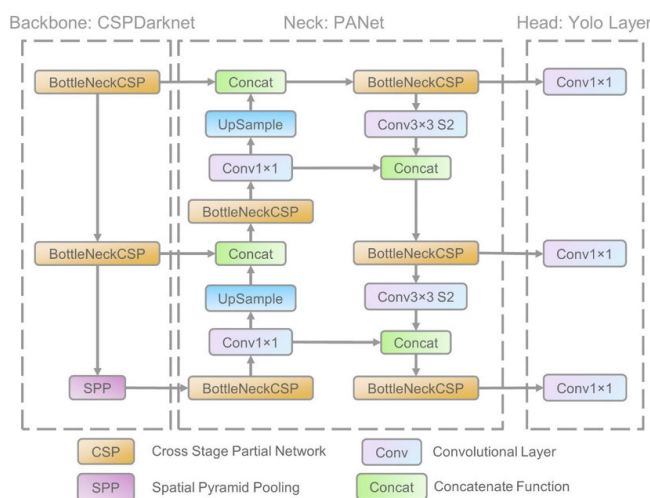 Backbone: CSPDarknet
Neck: PANet
Head: Yolo Layer
BottleNeckCSP
Concat
BottleNeckCSP
Conv1×1
UpSample
Conv3×3 S2
Conv1×1
Concat
BottleNeckCSP
BottleNeckCSP
Concat
BottleNeckCSP
Conv1×1
UpSample
Conv3×3 S2
Conv1×1
Concat
SPP
BottleNeckCSP
BottleNeckCSP
Conv1×1
CSP
Cross Stage Partial Network
Conv
Convolutional Layer
SPP
Spatial Pyramid Pooling
Concat
Concatenate Function